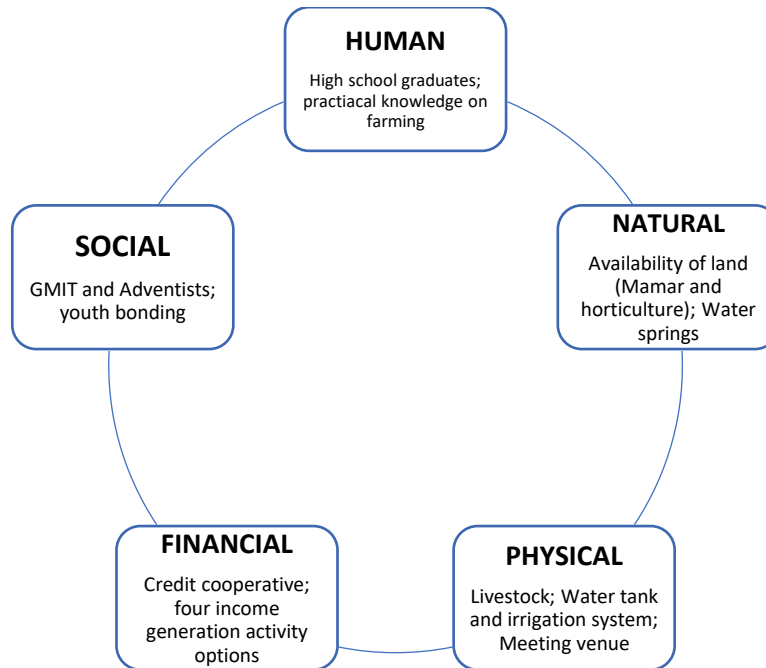 HUMAN
High school graduates;
practiacal knowledge on
farming
NATURAL
Availability of land
(Mamar and
horticulture); Water
springs
PHYSICAL
Livestock; Water tank
and irrigation system;
Meeting venue
FINANCIAL
Credit cooperative;
four income
generation activity
options
SOCIAL
GMIT and Adventists;
youth bonding